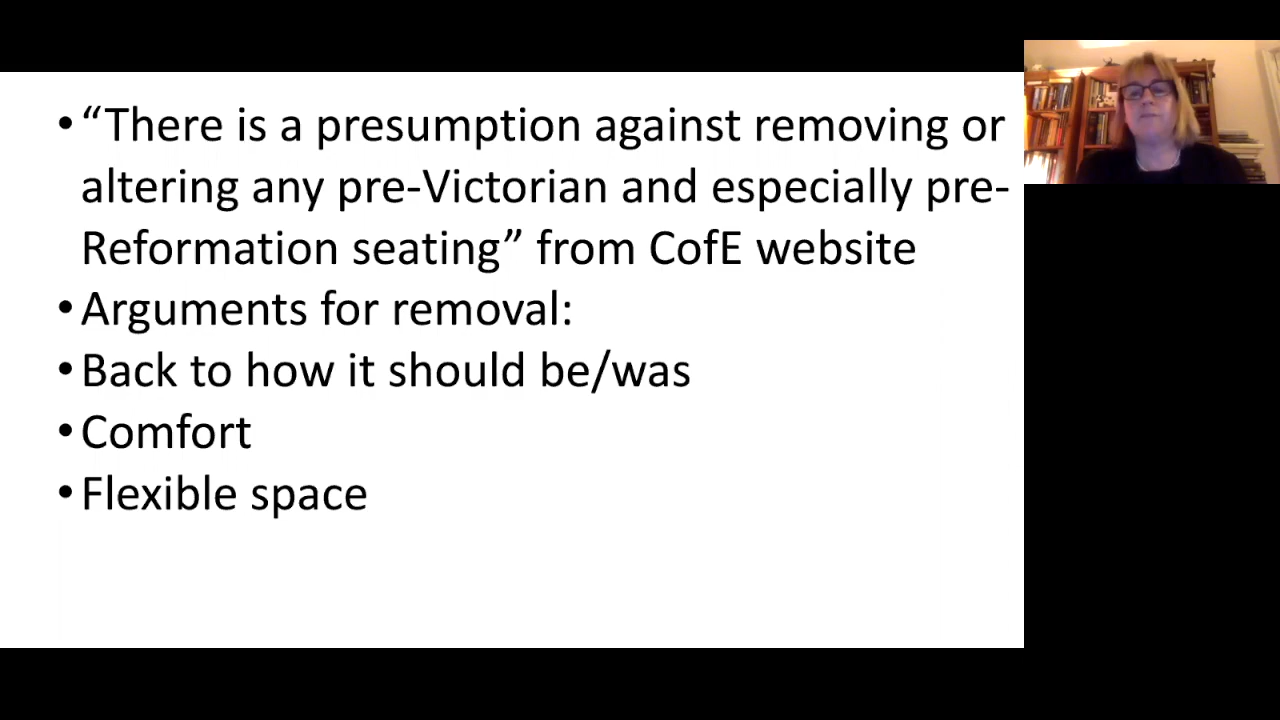 • “There is a presumption against removing or
altering any pre-Victorian and especially pre-
Reformation seating” from CofE website
• Arguments for removal:
• Back to how it should be/was
• Comfort
• Flexible space